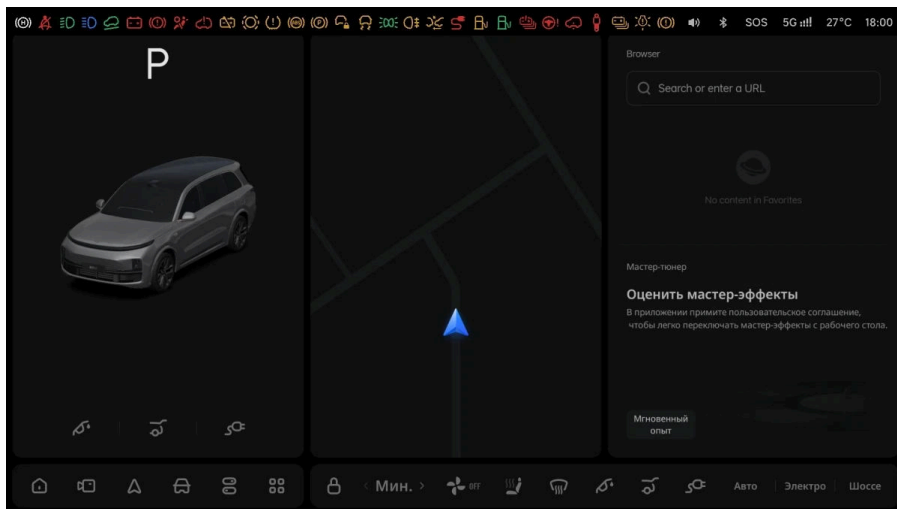 SOS 5G 27°C 18:00
P
Browser
Search or enter a URL
No content in Favorites
Мастер-тюнер
Оценить мастер-эффекты
В приложении примите пользовательское соглашение,
чтобы легко переключать мастер-эффекты с рабочего стола.
Мгновенный
опыт
< Мин. > OFF Авто Электро Шоссе